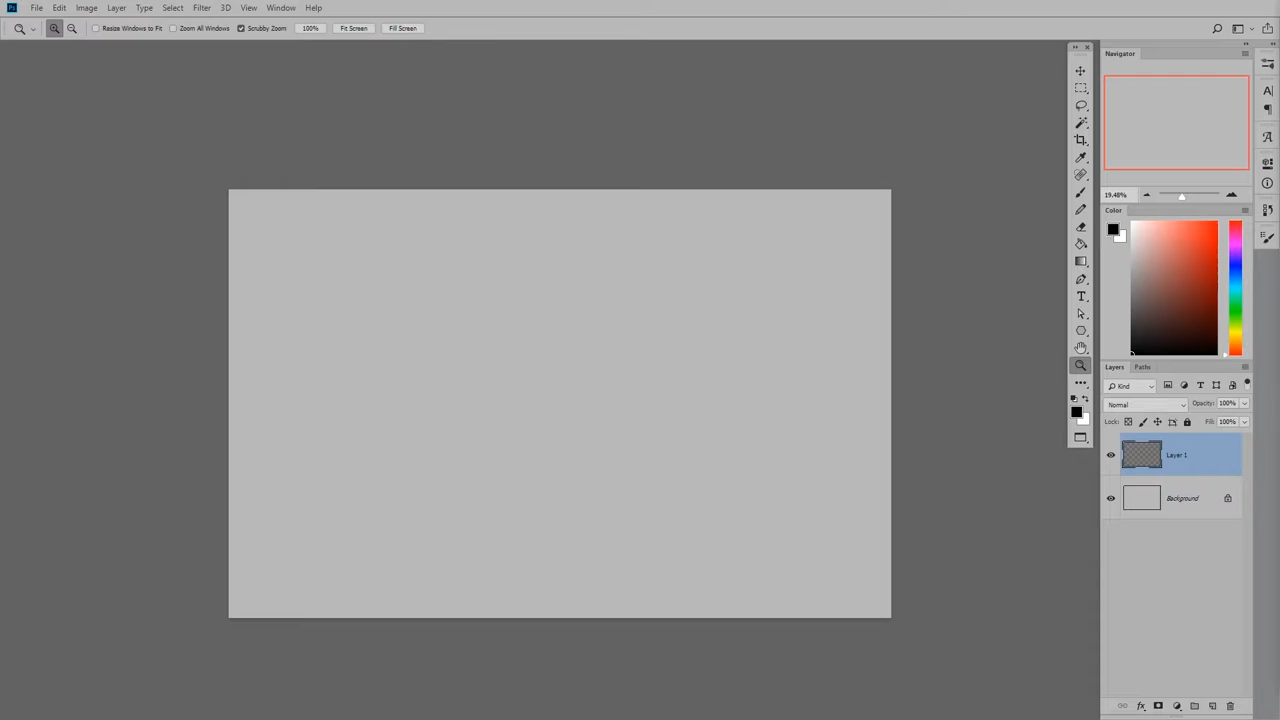 Ps File Edit Image Layer Type Select Filter 3D View Window Help
Resize Windows to Fit Zoom All Windows Scrubby Zoom 100% Fit Screen Fill Screen
Navigator
19.48%
Color
Layers Paths
Kind
Normal Opacity: 100%
Lock: Fill: 100%
Layer 1
Background